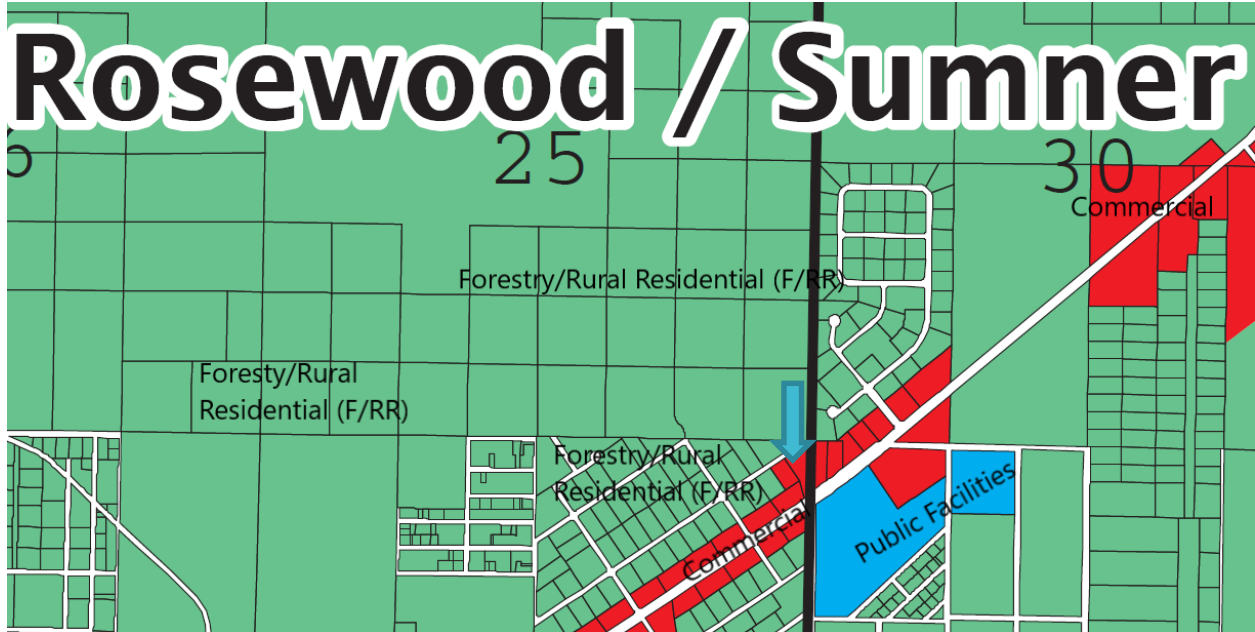 Rosewood / Sumner
25
30
Commercial
Forestry/Rural Residential (F/RR)
Foresty/Rural
Residential (F/RR)
Forestry/Rural
Residential (F/RR)
Commercial
Public Facilities